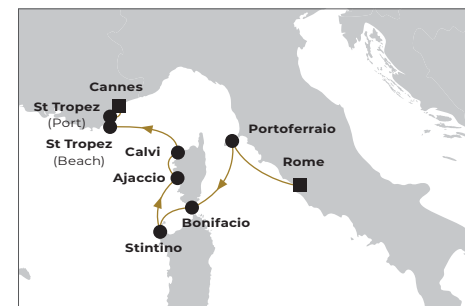 Cannes
St Tropez
(Port)
St Tropez
(Beach)
Calvi
Ajaccio
Portoferraio
Rome
Bonifacio
Stintino